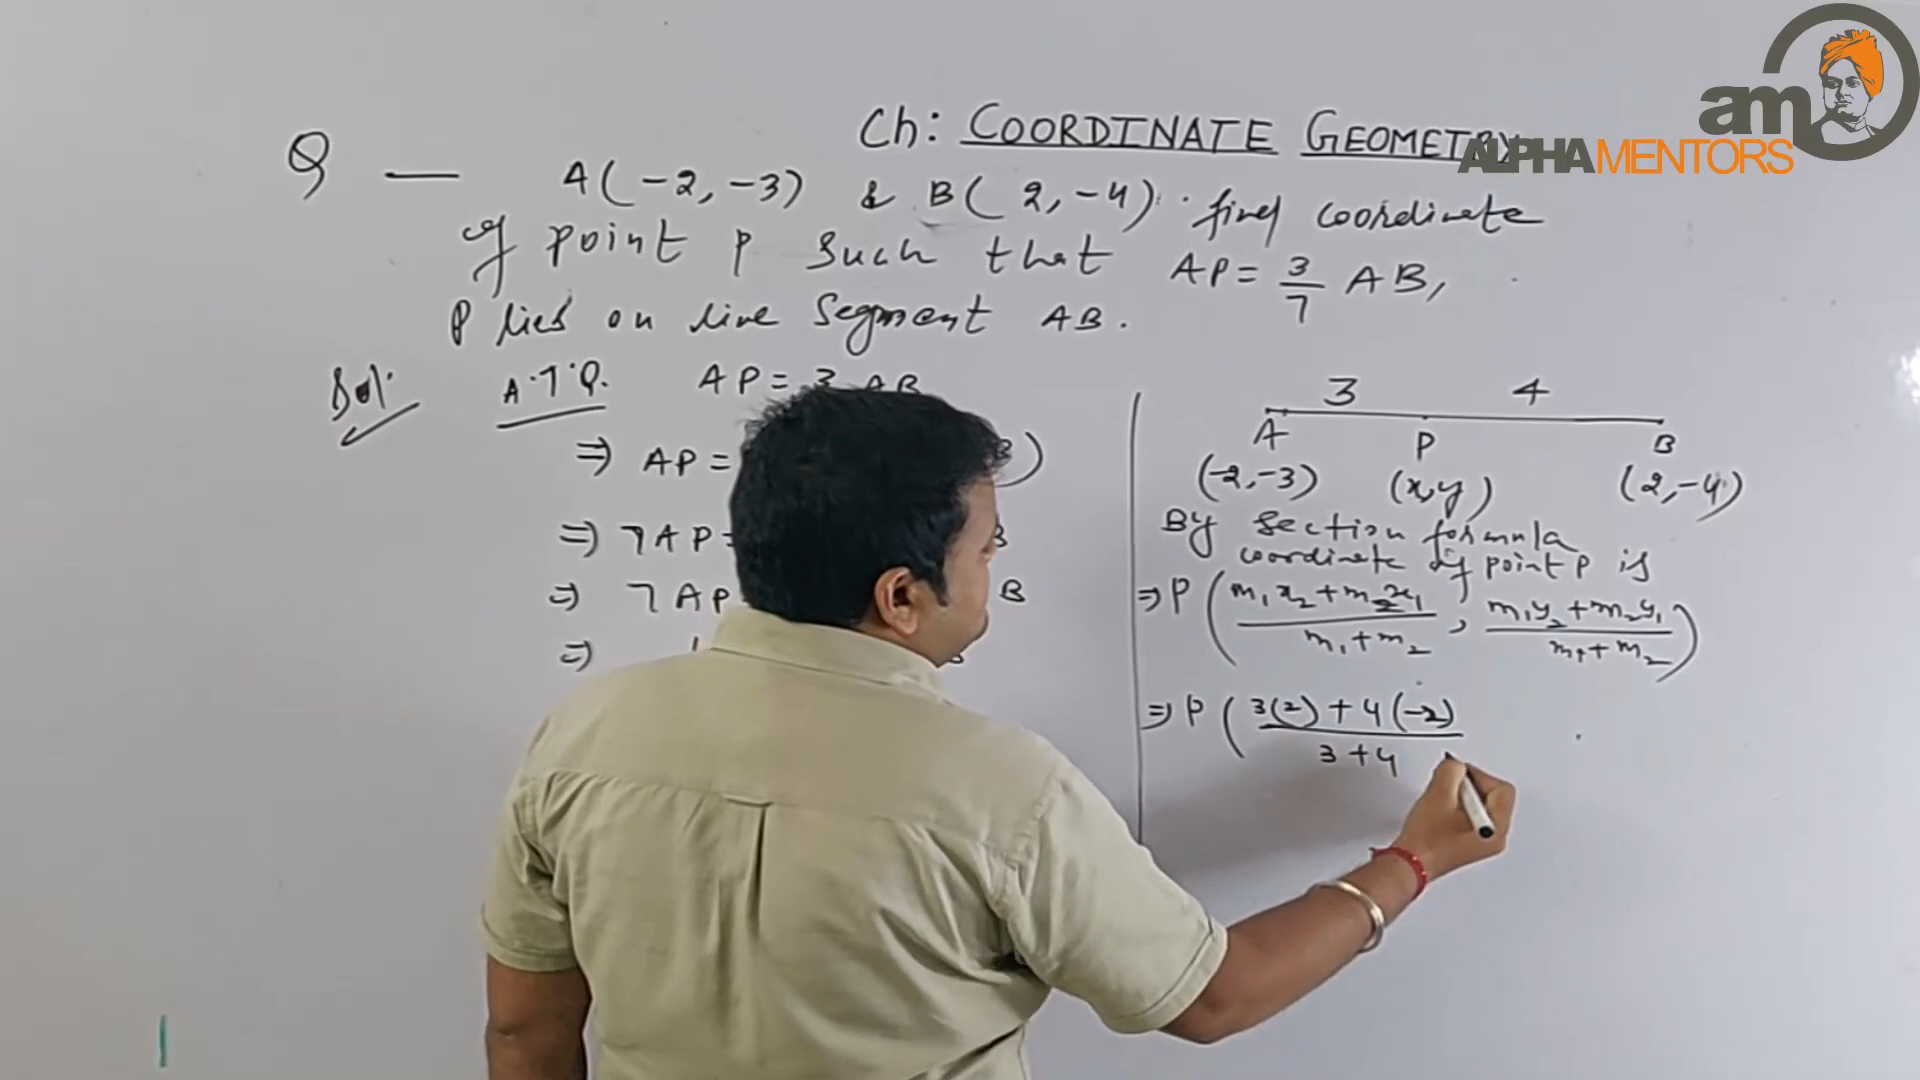 am
ALPHAMENTORS
Ch: COORDINATE GEOMETRY
Q — A(-2,-3) & B(2,-4). find coordinate
of point P such that AP = 3/7 AB,
P lies on line segment AB.
Sol. A.T.Q. AP = 3 AB
⇒ AP = B)
⇒ 7AP = B
⇒ 7AP B
⇒
3 4
A P B
(-2,-3) (x,y) (2,-4)
By section formula
coordinate of point P is
⇒ P ( m₁x₂+m₂x₁ / m₁+m₂ , m₁y₂+m₂y₁ / m₁+m₂ )
⇒ P ( 3(2)+4(-2) / 3+4